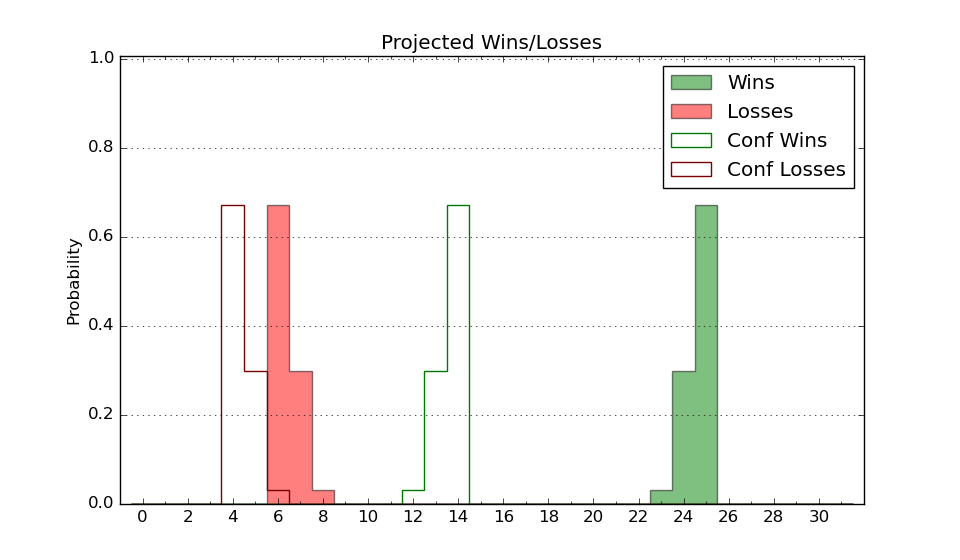 Projected Wins/Losses
1.0
0.8
0.6
0.4
0.2
0.0
Probability
Wins
Losses
Conf Wins
Conf Losses
0 2 4 6 8 10 12 14 16 18 20 22 24 26 28 30